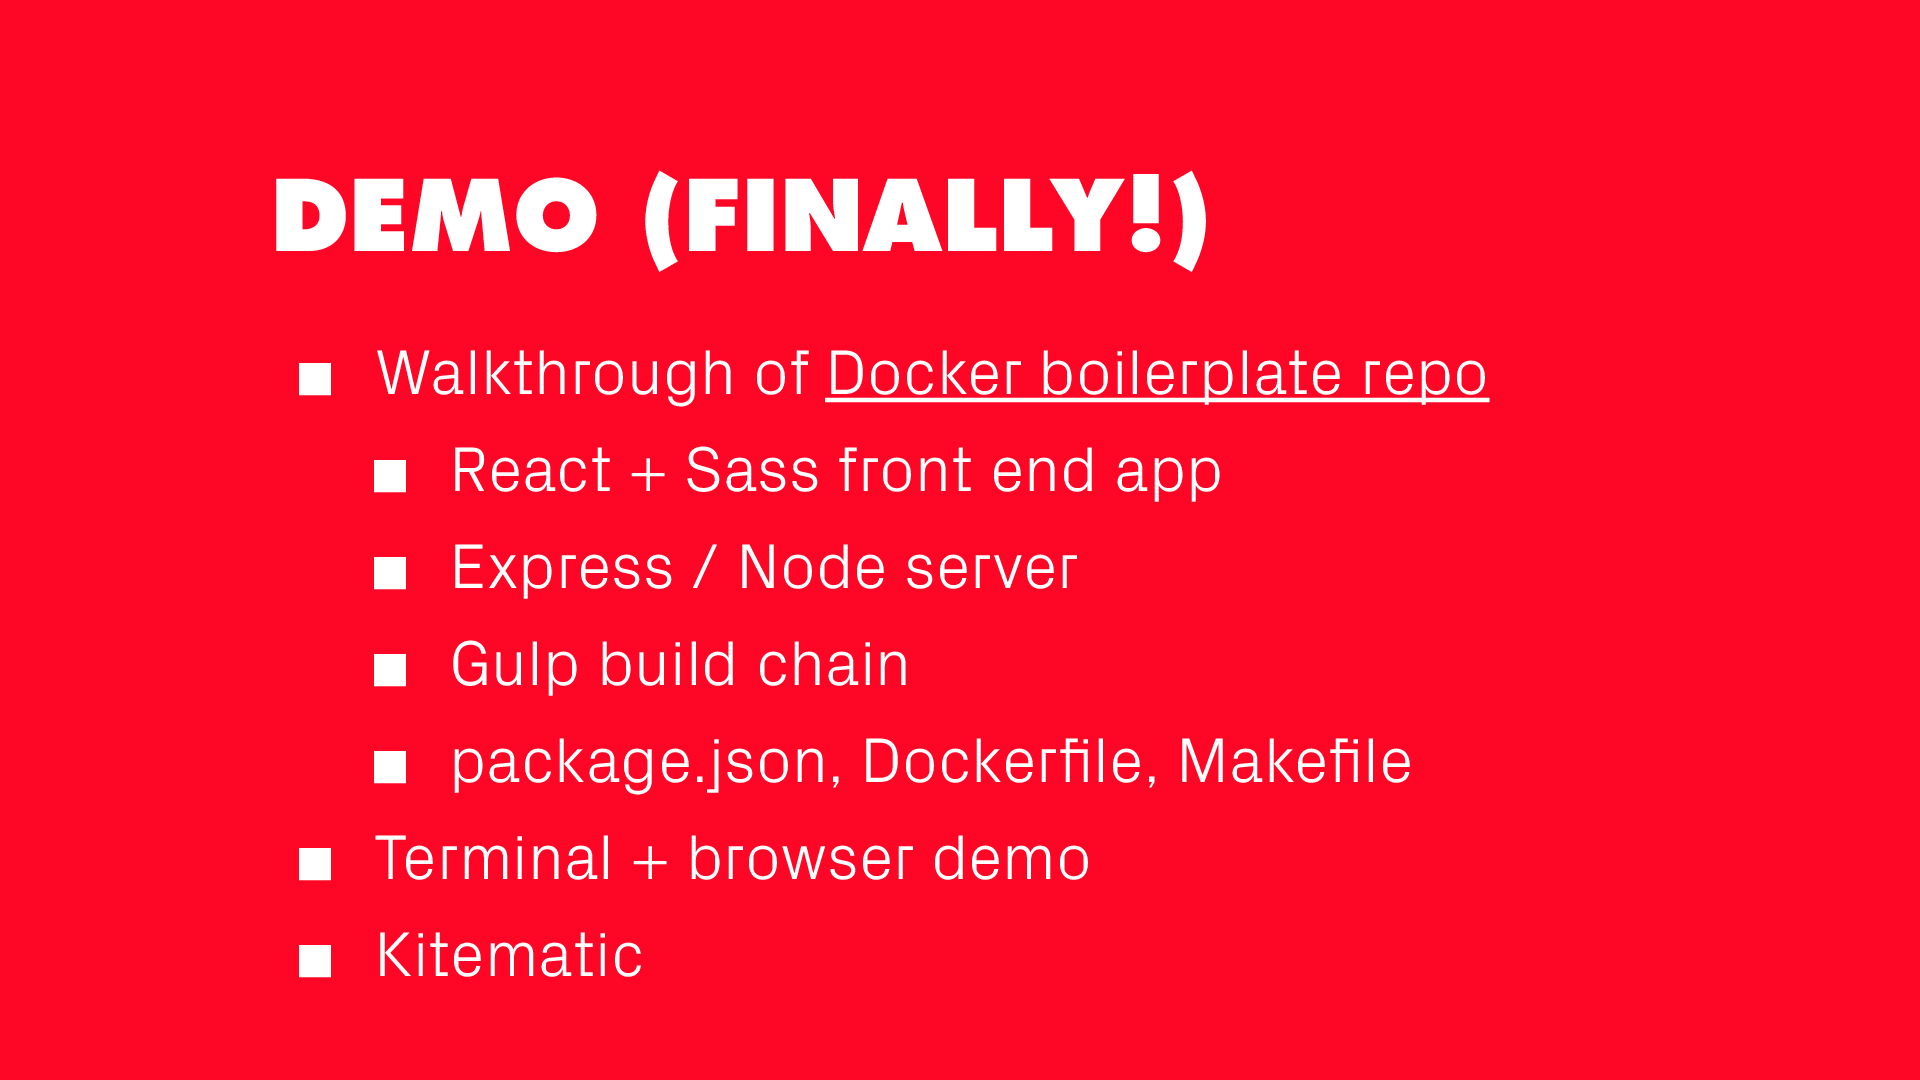 DEMO (FINALLY!)
■ Walkthrough of Docker boilerplate repo
■ React + Sass front end app
■ Express / Node server
■ Gulp build chain
■ package.json, Dockerfile, Makefile
■ Terminal + browser demo
■ Kitematic